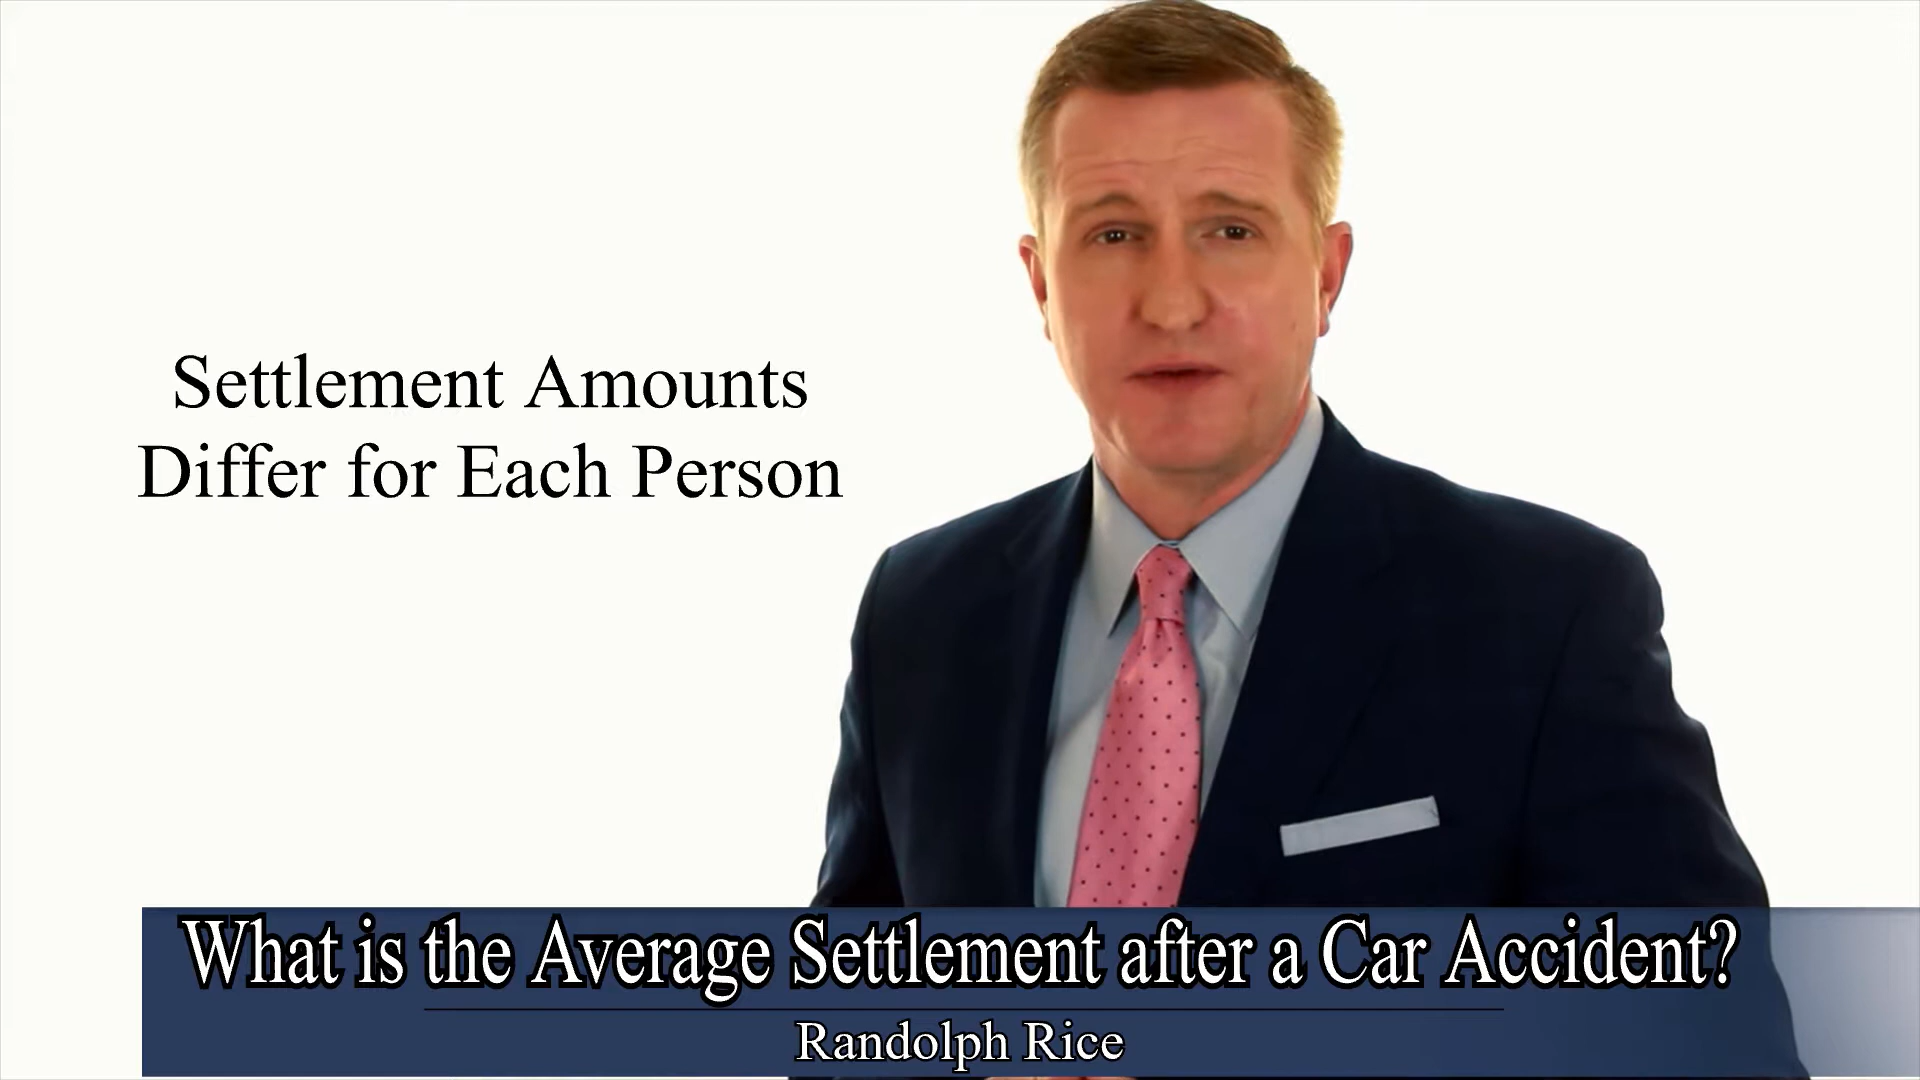 Settlement Amounts
Differ for Each Person
What is the Average Settlement after a Car Accident?
Randolph Rice